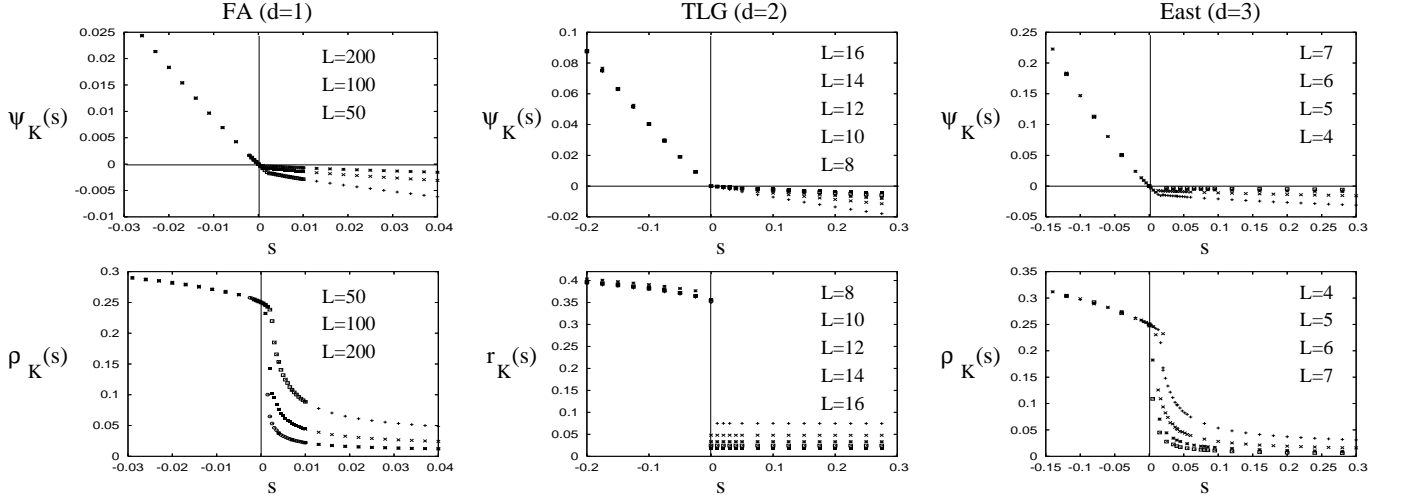 FA (d=1)
0.025
0.02
0.015
0.01
0.005
0
-0.005
-0.01
ψ_K(s)
L=200
L=100
L=50
-0.03 -0.02 -0.01 0 0.01 0.02 0.03 0.04
s
TLG (d=2)
0.1
0.08
0.06
0.04
0.02
0
-0.02
ψ_K(s)
L=16
L=14
L=12
L=10
L=8
-0.2 -0.1 0 0.1 0.2 0.3
s
East (d=3)
0.25
0.2
0.15
0.1
0.05
0
-0.05
ψ_K(s)
L=7
L=6
L=5
L=4
-0.15 -0.1 -0.05 0 0.05 0.1 0.15 0.2 0.25 0.3
s
0.3
0.25
0.2
0.15
0.1
0.05
0
ρ_K(s)
L=50
L=100
L=200
-0.03 -0.02 -0.01 0 0.01 0.02 0.03 0.04
s
0.4
0.35
0.3
0.25
0.2
0.15
0.1
0.05
0
r_K(s)
L=8
L=10
L=12
L=14
L=16
-0.2 -0.1 0 0.1 0.2 0.3
s
0.35
0.3
0.25
0.2
0.15
0.1
0.05
0
ρ_K(s)
L=4
L=5
L=6
L=7
-0.15 -0.1 -0.05 0 0.05 0.1 0.15 0.2 0.25 0.3
s